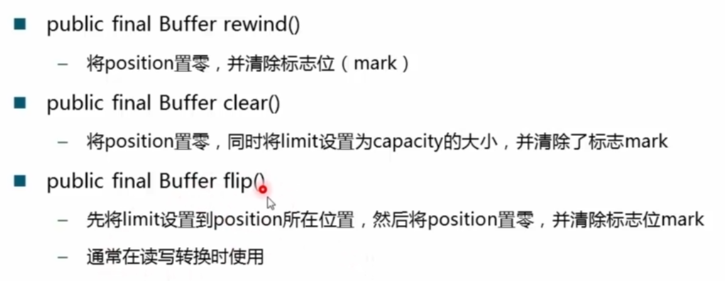 ■ public final Buffer rewind()
– 将position置零，并清除标志位（mark）
■ public final Buffer clear()
– 将position置零，同时将limit设置为capacity的大小，并清除了标志mark
■ public final Buffer flip()
– 先将limit设置到position所在位置，然后将position置零，并清除标志位mark
– 通常在读写转换时使用